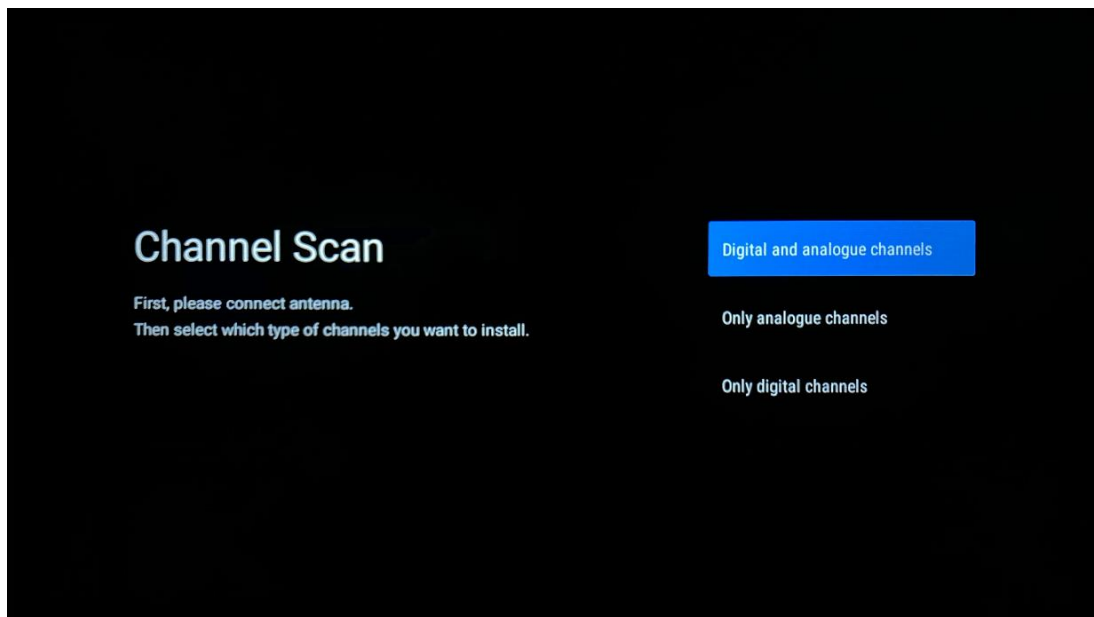 Channel Scan
First, please connect antenna.
Then select which type of channels you want to install.
Digital and analogue channels
Only analogue channels
Only digital channels